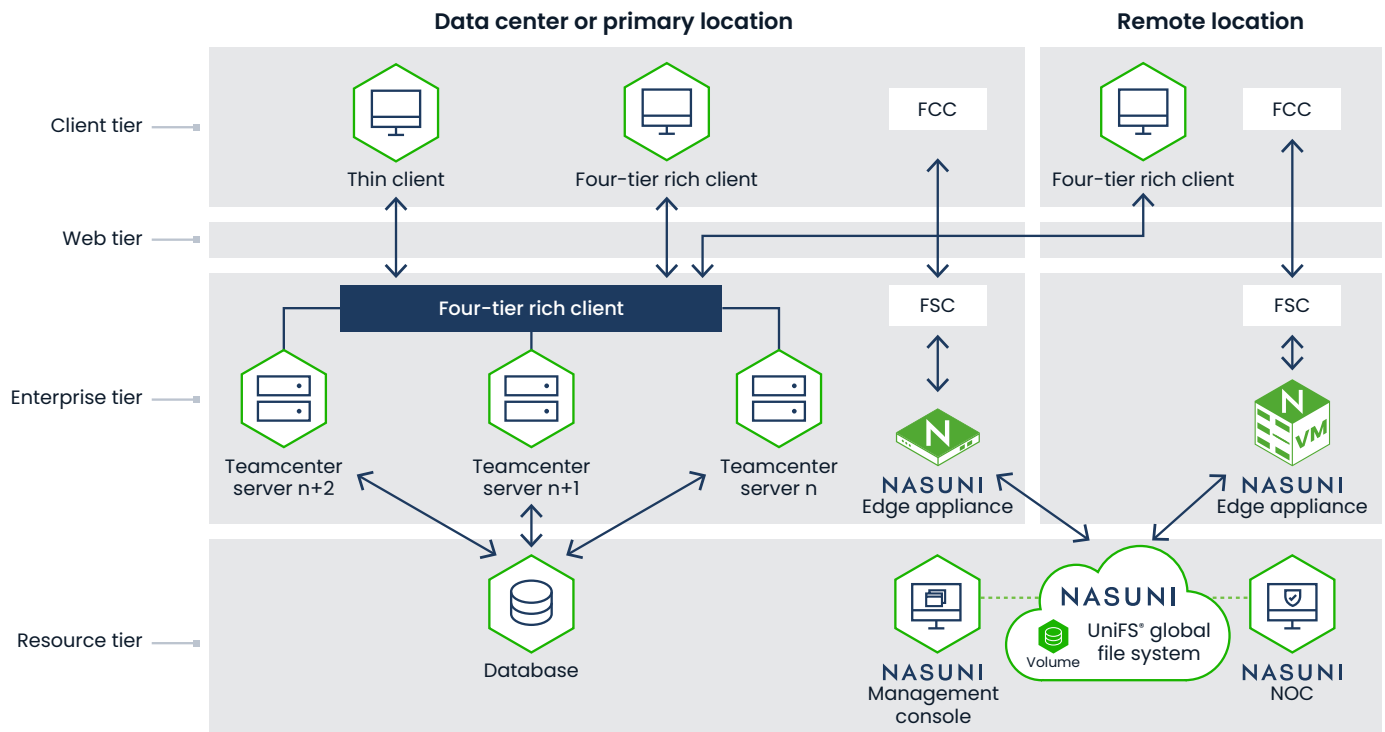 Data center or primary location
Remote location
Client tier
Thin client
Four-tier rich client
FCC
Four-tier rich client
FCC
Web tier
Enterprise tier
Four-tier rich client
FSC
FSC
Teamcenter
server n+2
Teamcenter
server n+1
Teamcenter
server n
N
NASUNI
Edge appliance
N
VM
NASUNI
Edge appliance
Resource tier
Database
NASUNI
Management
console
NASUNI
UniFS® global
file system
Volume
NASUNI
NOC